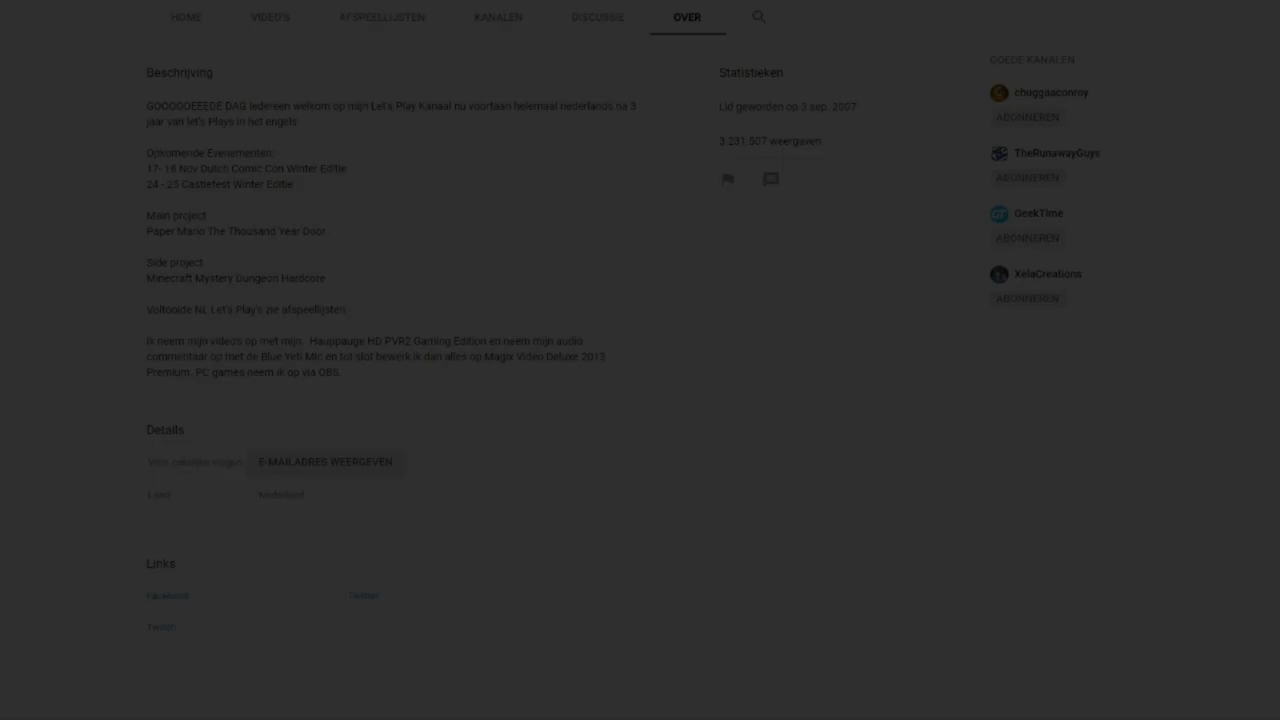 HOME
VIDEO'S
AFSPEELLIJSTEN
KANALEN
DISCUSSIE
OVER
Beschrijving
GOOOODEEEDE DAG Iedereen welkom op mijn Let's Play Kanaal nu voortaan helemaal nederlands na 3
jaar van let's Plays in het engels
Opkomende Evenementen:
17- 18 Nov Dutch Comic Con Winter Editie
24 - 25 Castlefest Winter Editie
Main project
Paper Mario The Thousand Year Door
Side project
Minecraft Mystery Dungeon Hardcore
Voltooide NL Let's Play's zie afspeellijsten
Ik neem mijn video's op met mijn. Hauppauge HD PVR2 Gaming Edition en neem mijn audio
commentaar op met de Blue Yeti Mic en tot slot bewerk ik dan alles op Magix Video Deluxe 2013
Premium. PC games neem ik op via OBS.
Details
Voor zakelijke vragen
E-MAILADRES WEERGEVEN
Land
Nederland
Links
Facebook
Twitter
Twitch
Statistieken
Lid geworden op 3 sep. 2007
3.231.507 weergaven
GOEDE KANALEN
chuggaaconroy
ABONNEREN
TheRunawayGuys
ABONNEREN
GT
GeekTime
ABONNEREN
XelaCreations
ABONNEREN